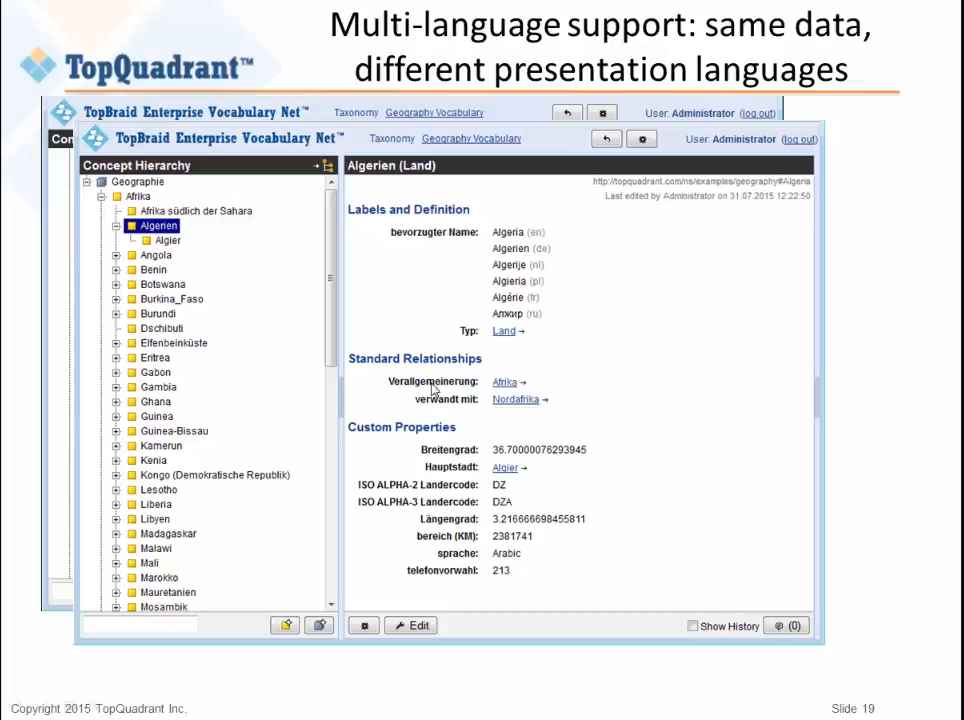 Multi-language support: same data,
different presentation languages
TopQuadrant™
TopBraid Enterprise Vocabulary Net™ Taxonomy Geography Vocabulary User: Administrator (log out)
Con
TopBraid Enterprise Vocabulary Net™ Taxonomy Geography Vocabulary User: Administrator (log out)
Concept Hierarchy
Geographie
Afrika
Afrika südlich der Sahara
Algerien
Algier
Angola
Benin
Botswana
Burkina_Faso
Burundi
Dschibuti
Elfenbeinküste
Eritrea
Gabon
Gambia
Ghana
Guinea
Guinea-Bissau
Kamerun
Kenia
Kongo (Demokratische Republik)
Lesotho
Liberia
Libyen
Madagaskar
Malawi
Mali
Marokko
Mauretanien
Mosambik
Algerien (Land)
http://topquadrant.com/ns/examples/geography#Algeria
Last edited by Administrator on 31.07.2015 12:22:50
Labels and Definition
bevorzugter Name: Algeria (en)
Algerien (de)
Algerije (nl)
Algieria (pl)
Algérie (fr)
Алжир (ru)
Typ: Land →
Standard Relationships
Verallgemeinerung: Afrika →
verwandt mit: Nordafrika →
Custom Properties
Breitengrad: 36.70000076293945
Hauptstadt: Algier →
ISO ALPHA-2 Landercode: DZ
ISO ALPHA-3 Landercode: DZA
Längengrad: 3.216666698455811
bereich (KM): 2381741
sprache: Arabic
telefonvorwahl: 213
Edit
Show History (0)
Copyright 2015 TopQuadrant Inc.
Slide 19